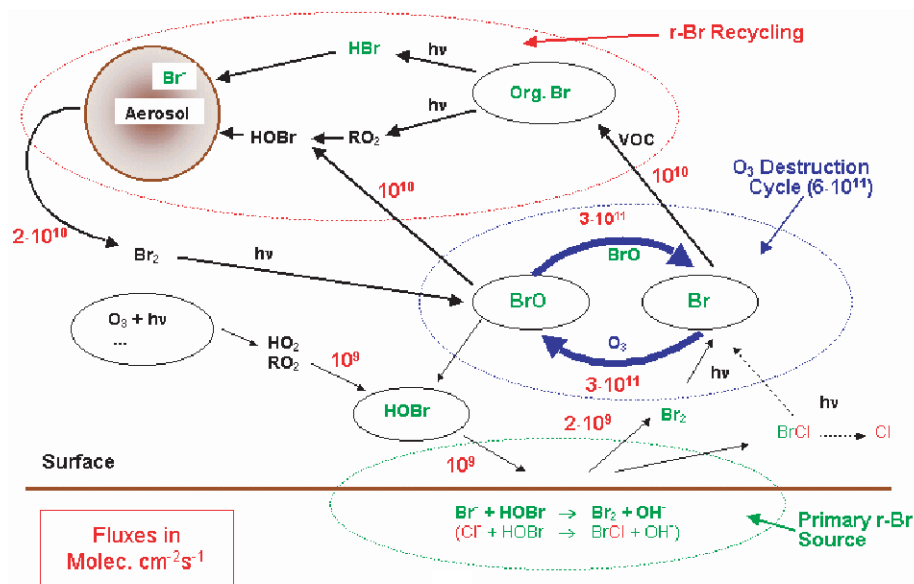 r-Br Recycling
HBr
hν
Br⁻
Aerosol
Org. Br
hν
HOBr
RO₂
VOC
10¹⁰
10¹⁰
O₃ Destruction
Cycle (6·10¹¹)
2·10¹⁰
Br₂
hν
3·10¹¹
BrO
BrO
Br
O₃ + hν
...
HO₂
RO₂
10⁹
O₃
3·10¹¹
hν
HOBr
2·10⁹
Br₂
hν
BrCl
Cl
Surface
10⁹
Br⁻ + HOBr → Br₂ + OH⁻
(Cl⁻ + HOBr → BrCl + OH⁻)
Primary r-Br
Source
Fluxes in
Molec. cm⁻²s⁻¹